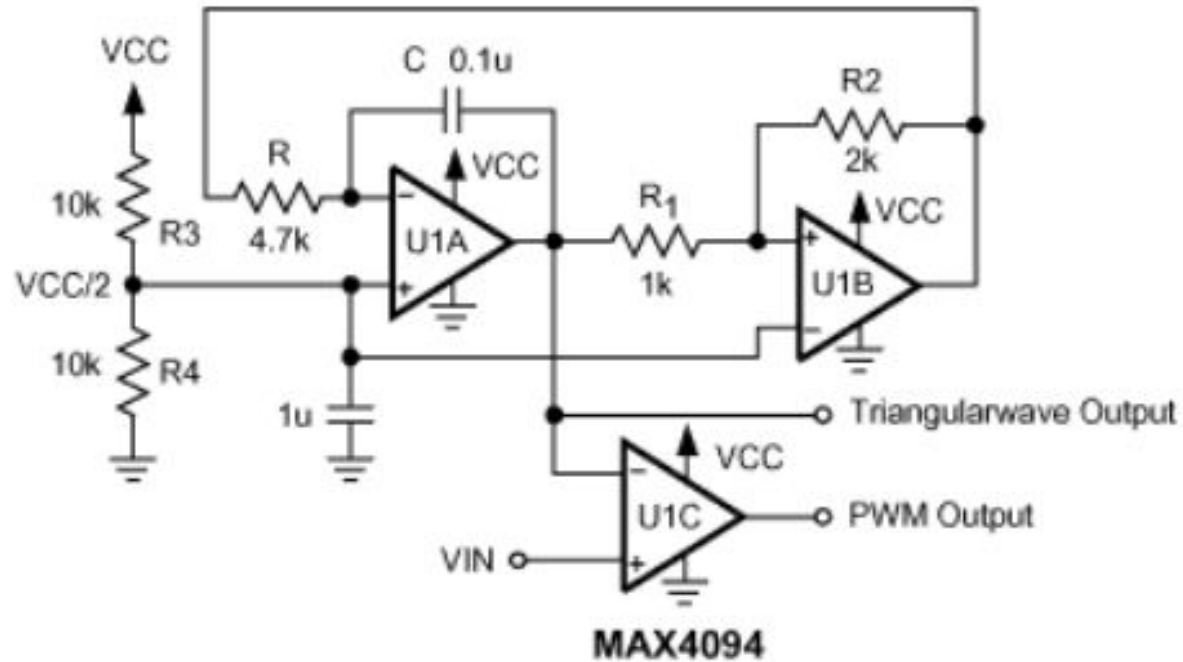 VCC
C 0.1u
R2
2k
R
4.7k
VCC
10k
R3
U1A
R1
1k
VCC
U1B
VCC/2
10k
R4
1u
Triangularwave Output
VCC
U1C
PWM Output
VIN
MAX4094